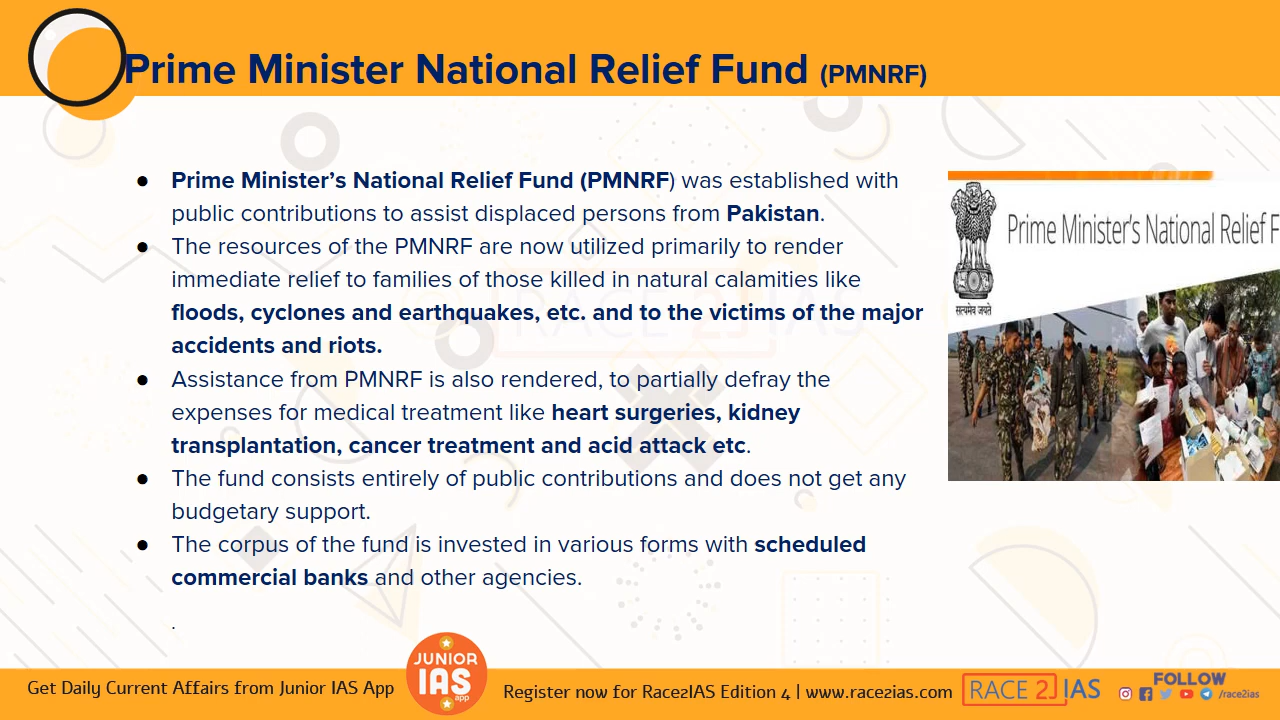 Prime Minister National Relief Fund (PMNRF)
● Prime Minister’s National Relief Fund (PMNRF) was established with
public contributions to assist displaced persons from Pakistan.
● The resources of the PMNRF are now utilized primarily to render
immediate relief to families of those killed in natural calamities like
floods, cyclones and earthquakes, etc. and to the victims of the major
accidents and riots.
● Assistance from PMNRF is also rendered, to partially defray the
expenses for medical treatment like heart surgeries, kidney
transplantation, cancer treatment and acid attack etc.
● The fund consists entirely of public contributions and does not get any
budgetary support.
● The corpus of the fund is invested in various forms with scheduled
commercial banks and other agencies.
.
Prime Minister's National Relief F
सत्यमेव जयते
RACE 2 IAS
Get Daily Current Affairs from Junior IAS App
JUNIOR
IAS
app
Register now for Race2IAS Edition 4 | www.race2ias.com
RACE 2 IAS
FOLLOW
/race2ias